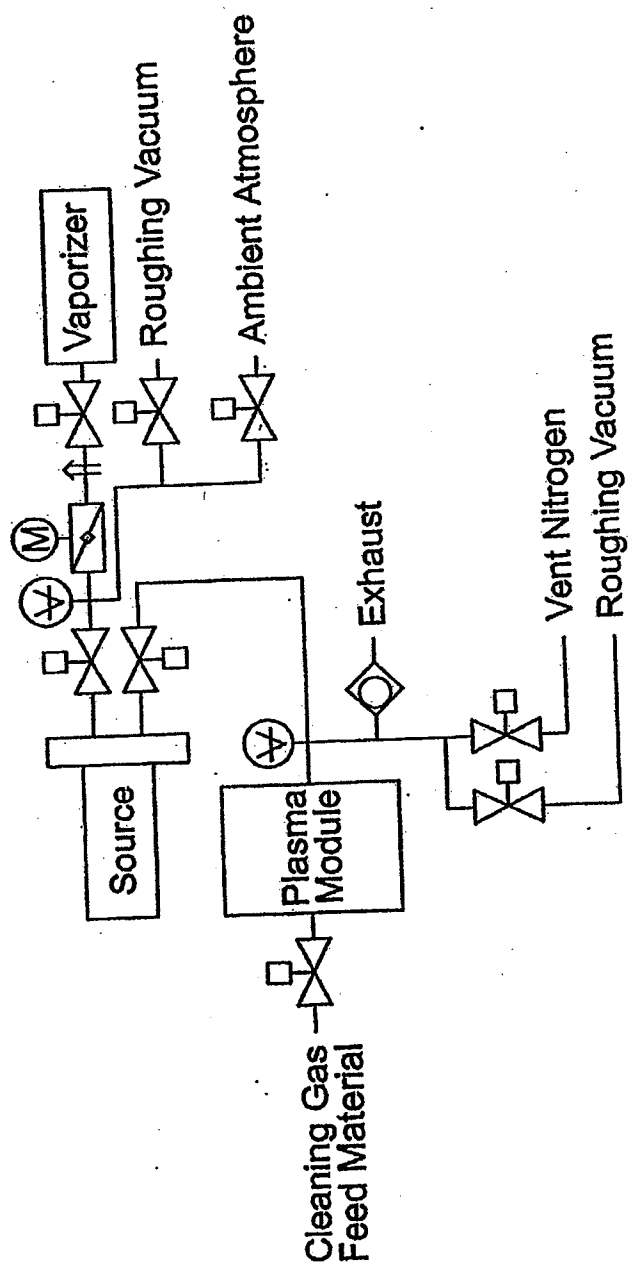 Vaporizer
M
Roughing Vacuum
Ambient Atmosphere
Source
Exhaust
Plasma
Module
Vent Nitrogen
Roughing Vacuum
Cleaning Gas
Feed Material